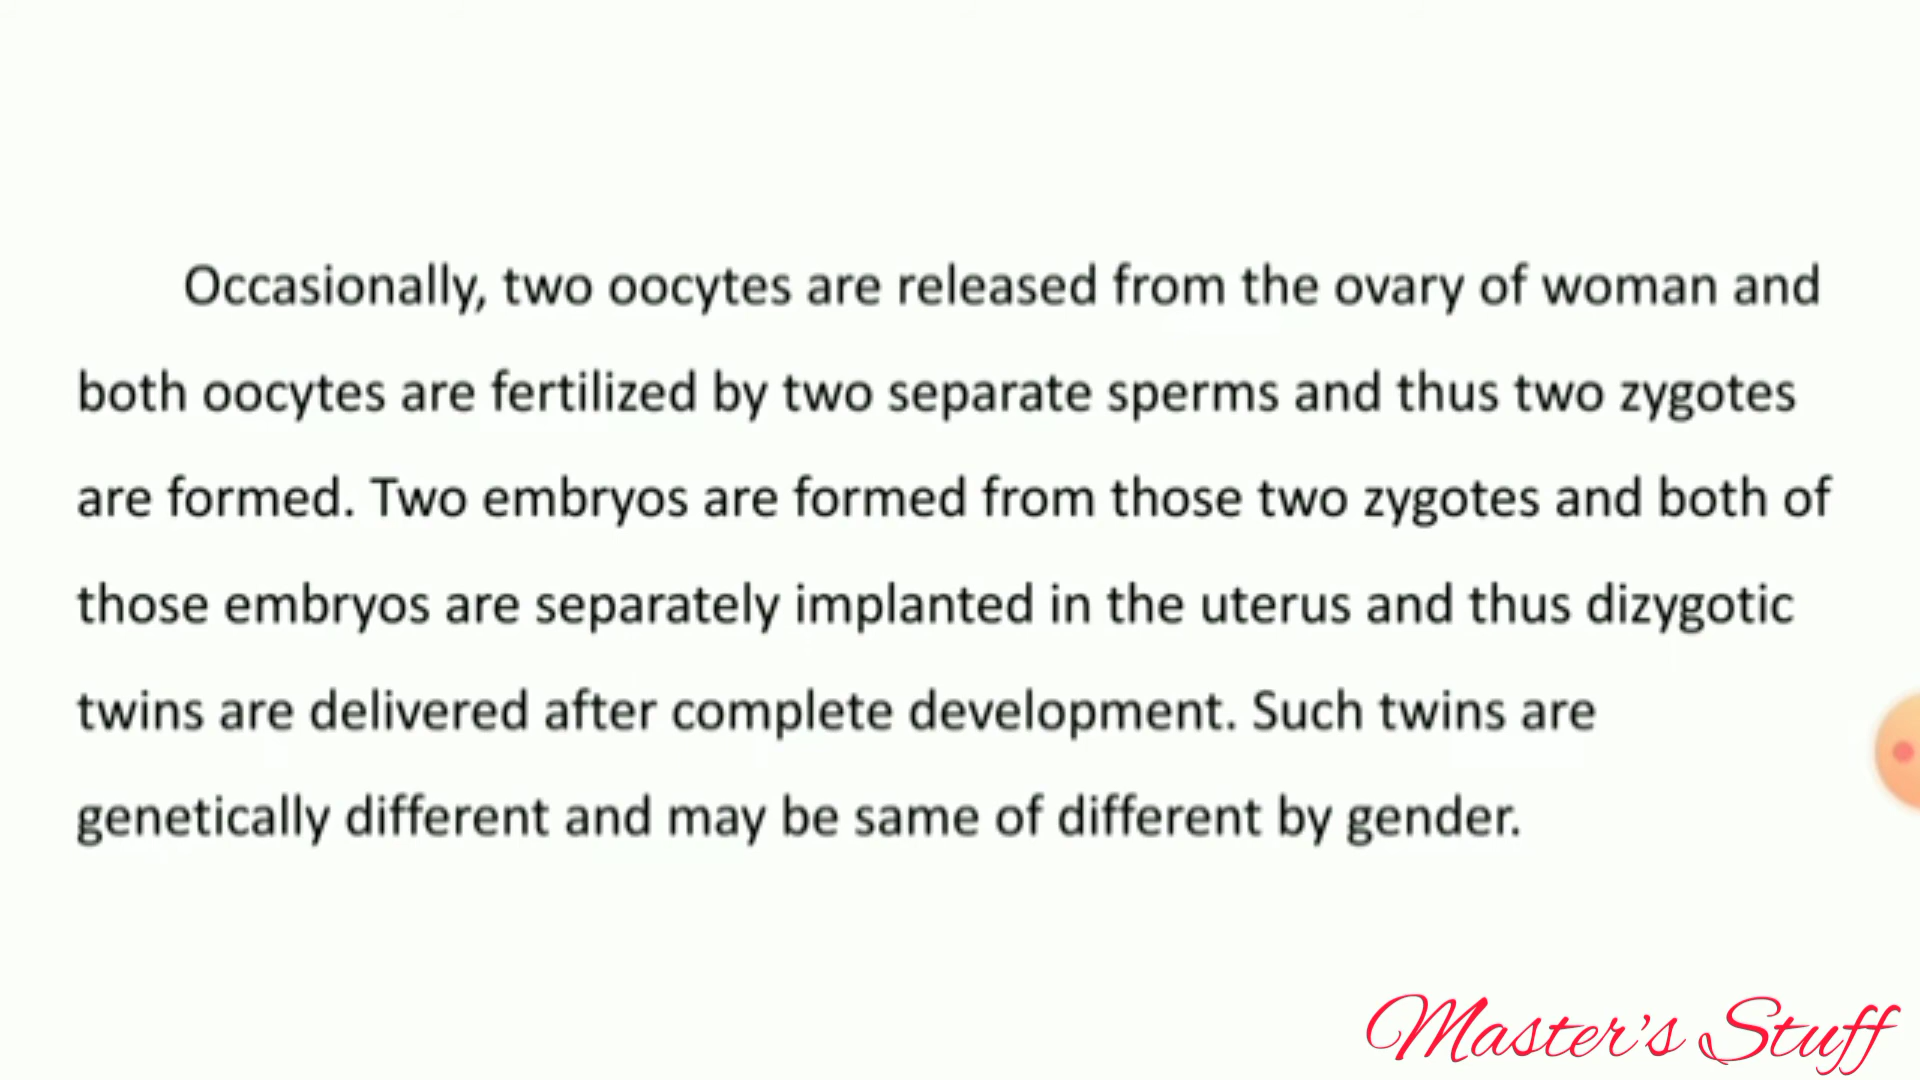 Occasionally, two oocytes are released from the ovary of woman and
both oocytes are fertilized by two separate sperms and thus two zygotes
are formed. Two embryos are formed from those two zygotes and both of
those embryos are separately implanted in the uterus and thus dizygotic
twins are delivered after complete development. Such twins are
genetically different and may be same of different by gender.
Master's Stuff